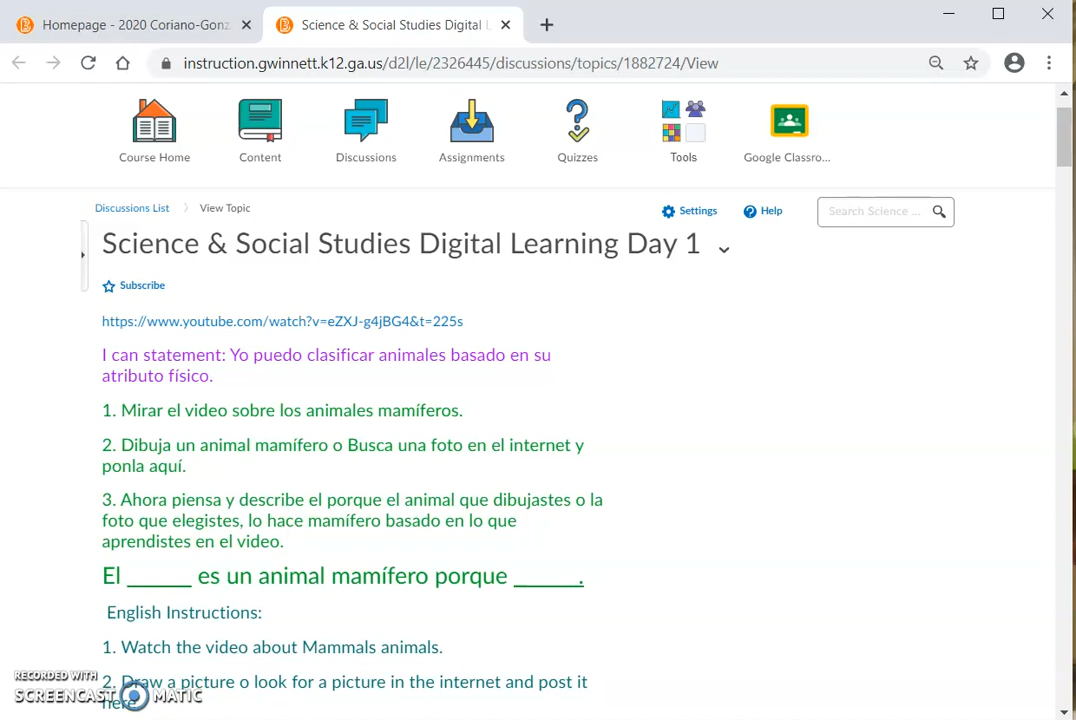 Homepage - 2020 Coriano-Gonz
Science & Social Studies Digital L
instruction.gwinnett.k12.ga.us/d2l/le/2326445/discussions/topics/1882724/View
Course Home
Content
Discussions
Assignments
Quizzes
Tools
Google Classro...
Discussions List
View Topic
Settings
Help
Search Science ...
Science & Social Studies Digital Learning Day 1
Subscribe
https://www.youtube.com/watch?v=eZXJ-g4jBG4&t=225s
I can statement: Yo puedo clasificar animales basado en su
atributo físico.
1. Mirar el video sobre los animales mamíferos.
2. Dibuja un animal mamífero o Busca una foto en el internet y
ponla aquí.
3. Ahora piensa y describe el porque el animal que dibujastes o la
foto que elegistes, lo hace mamífero basado en lo que
aprendistes en el video.
El ______ es un animal mamífero porque ______.
English Instructions:
1. Watch the video about Mammals animals.
2. Draw a picture o look for a picture in the internet and post it
here.
RECORDED WITH
SCREENCAST MATIC